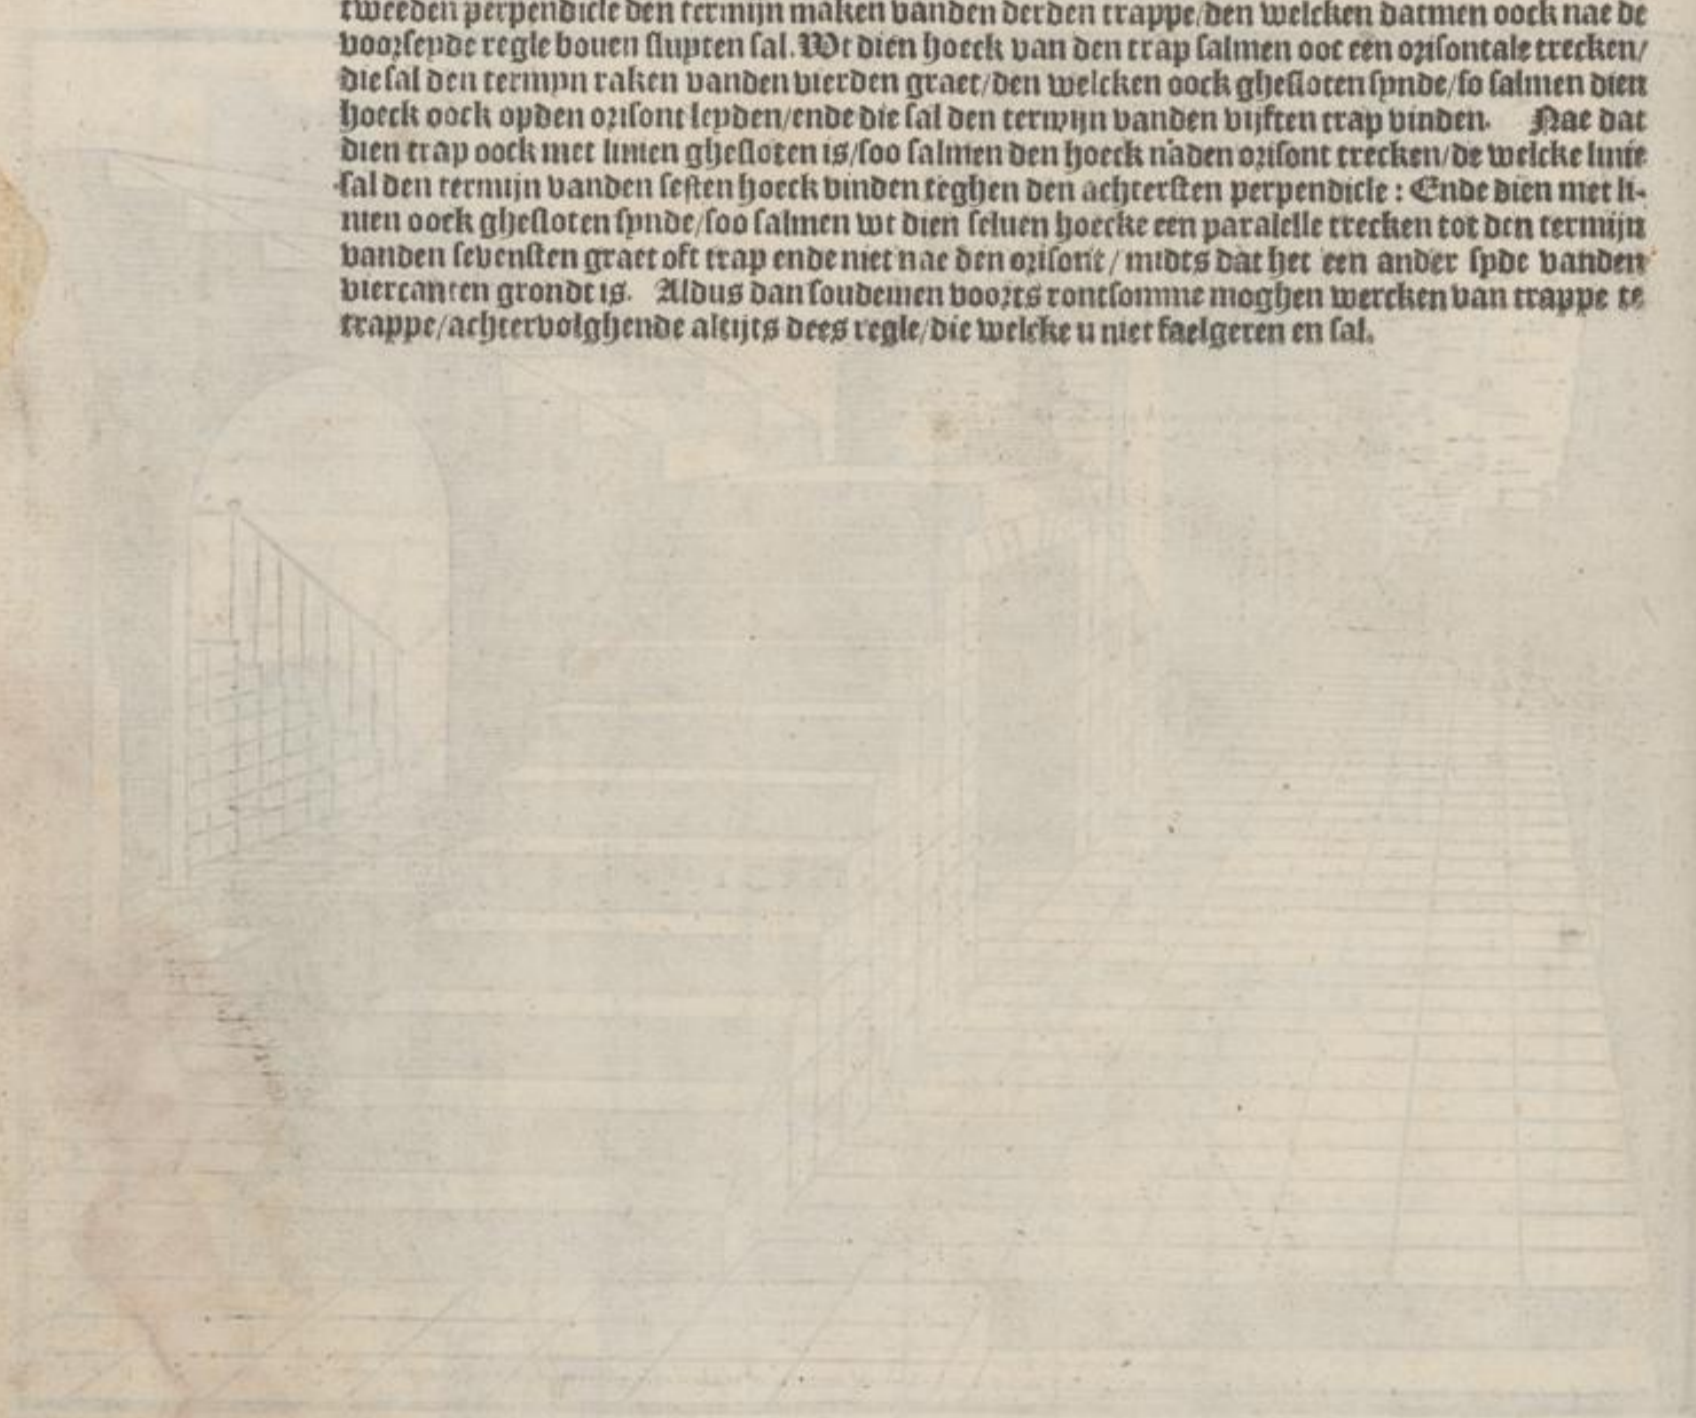 tweeden perpendicle den termijn maken vanden derden trappe/den welcken datmen oock nae de
voorseyde regle bouen sluyten sal. Wt dien hoeck van den trap salmen oot een orisontale trecken/
die sal den termyn raken vanden vierden graet/den welcken oock ghesloten synde/so salmen dien
hoeck oock opden orisont leyden/ende die sal den termijn vanden vijften trap vinden. Nae dat
dien trap oock met linien ghesloten is/soo salmen den hoeck naden orisont trecken/de welcke linie
sal den termijn vanden sesten hoeck vinden teghen den achtersten perpendicle: Ende dien met li-
nien oock ghesloten synde/soo salmen wt dien seluen hoecke een paralelle trecken tot den termijn
vanden sevensten graet oft trap ende niet nae den orisont/midts dat het een ander syde vanden
viercanten grondt is. Aldus dan soudemen voorts rontsomme moghen wercken van trappe te
trappe/achtervolghende altijts dees regle/die welcke u niet faelgeren en sal.